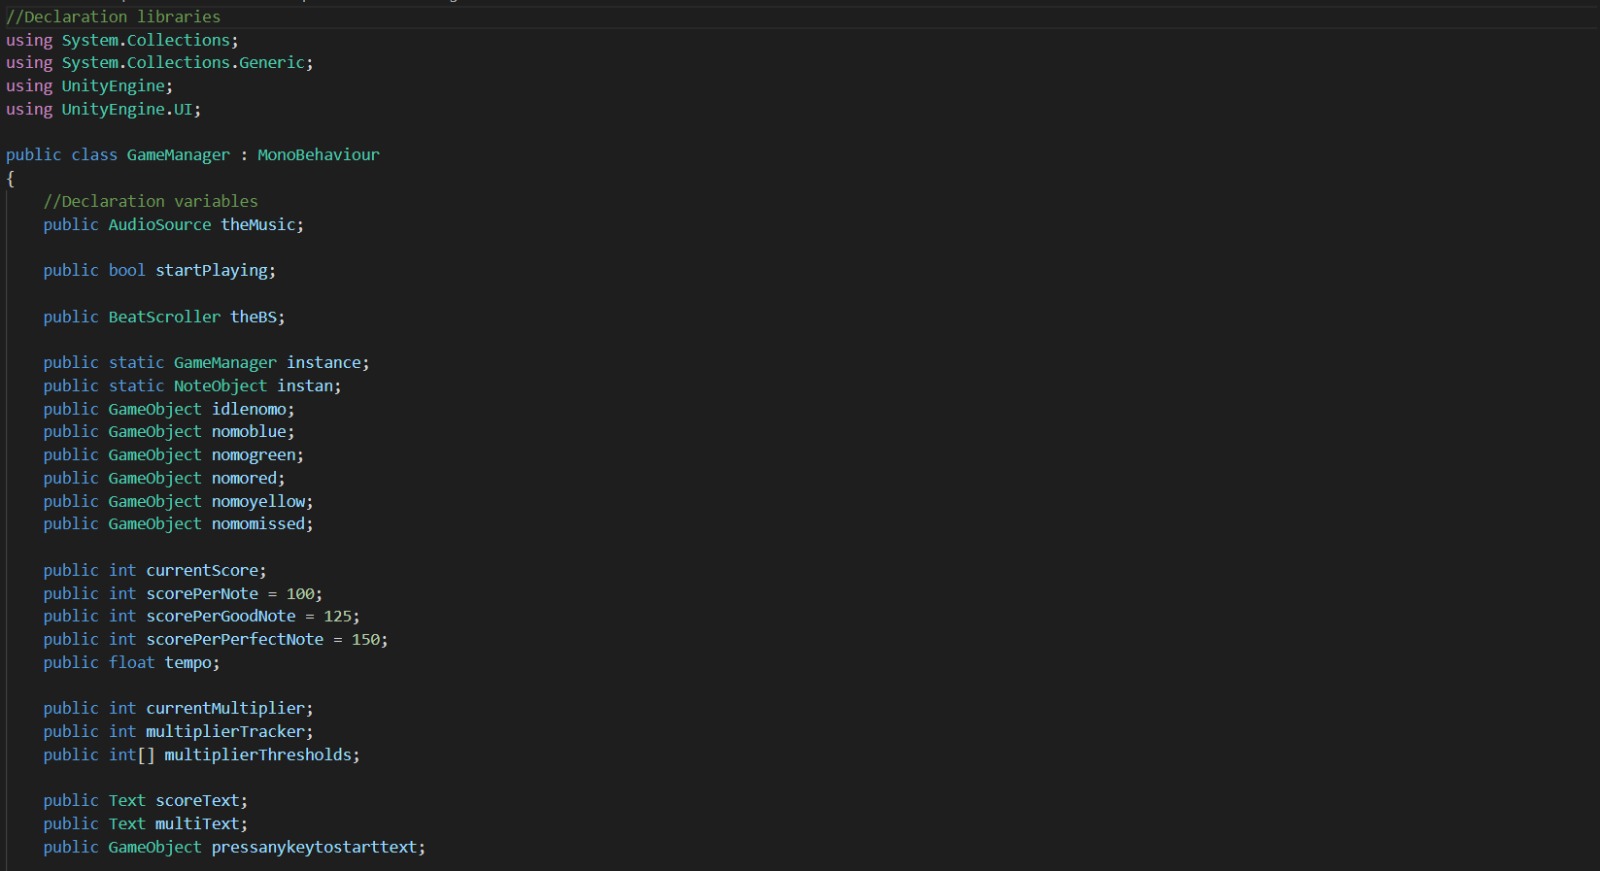 //Declaration libraries
using System.Collections;
using System.Collections.Generic;
using UnityEngine;
using UnityEngine.UI;
public class GameManager : MonoBehaviour
{
//Declaration variables
public AudioSource theMusic;
public bool startPlaying;
public BeatScroller theBS;
public static GameManager instance;
public static NoteObject instan;
public GameObject idlenomo;
public GameObject nomoblue;
public GameObject nomogreen;
public GameObject nomored;
public GameObject nomoyellow;
public GameObject nomomissed;
public int currentScore;
public int scorePerNote = 100;
public int scorePerGoodNote = 125;
public int scorePerPerfectNote = 150;
public float tempo;
public int currentMultiplier;
public int multiplierTracker;
public int[] multiplierThresholds;
public Text scoreText;
public Text multiText;
public GameObject pressanykeytostarttext;